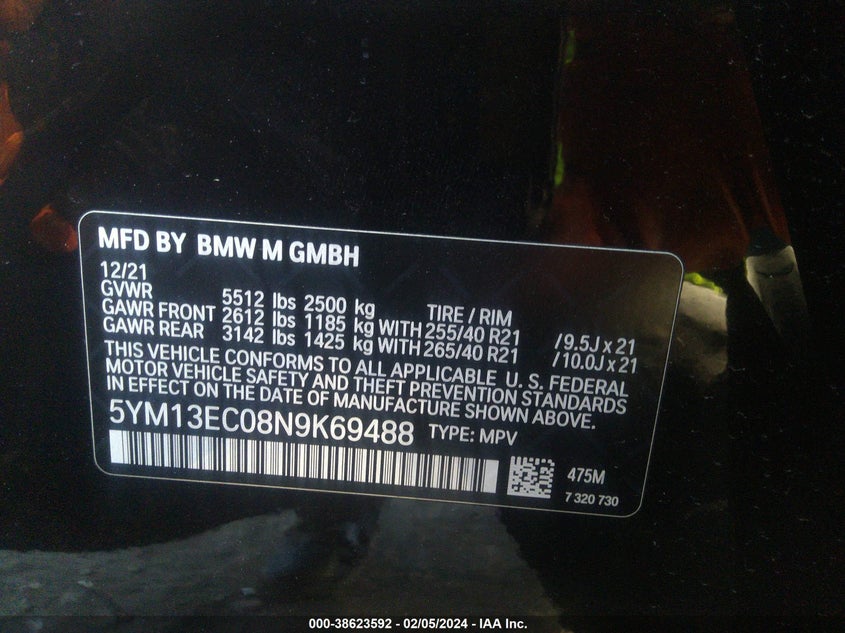 MFD BY BMW M GMBH
12/21
GVWR 5512 lbs 2500 kg TIRE / RIM
GAWR FRONT 2612 lbs 1185 kg WITH 255/40 R21 /9.5J x 21
GAWR REAR 3142 lbs 1425 kg WITH 265/40 R21 /10.0J x 21
THIS VEHICLE CONFORMS TO ALL APPLICABLE U. S. FEDERAL
MOTOR VEHICLE SAFETY AND THEFT PREVENTION STANDARDS
IN EFFECT ON THE DATE OF MANUFACTURE SHOWN ABOVE.
5YM13EC08N9K69488 TYPE: MPV
475M
7 320 730
000-38623592 - 02/05/2024 - IAA Inc.